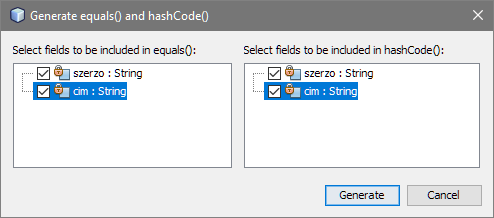 Generate equals() and hashCode()
Select fields to be included in equals():
Select fields to be included in hashCode():
szerzo : String
cim : String
szerzo : String
cim : String
Generate
Cancel